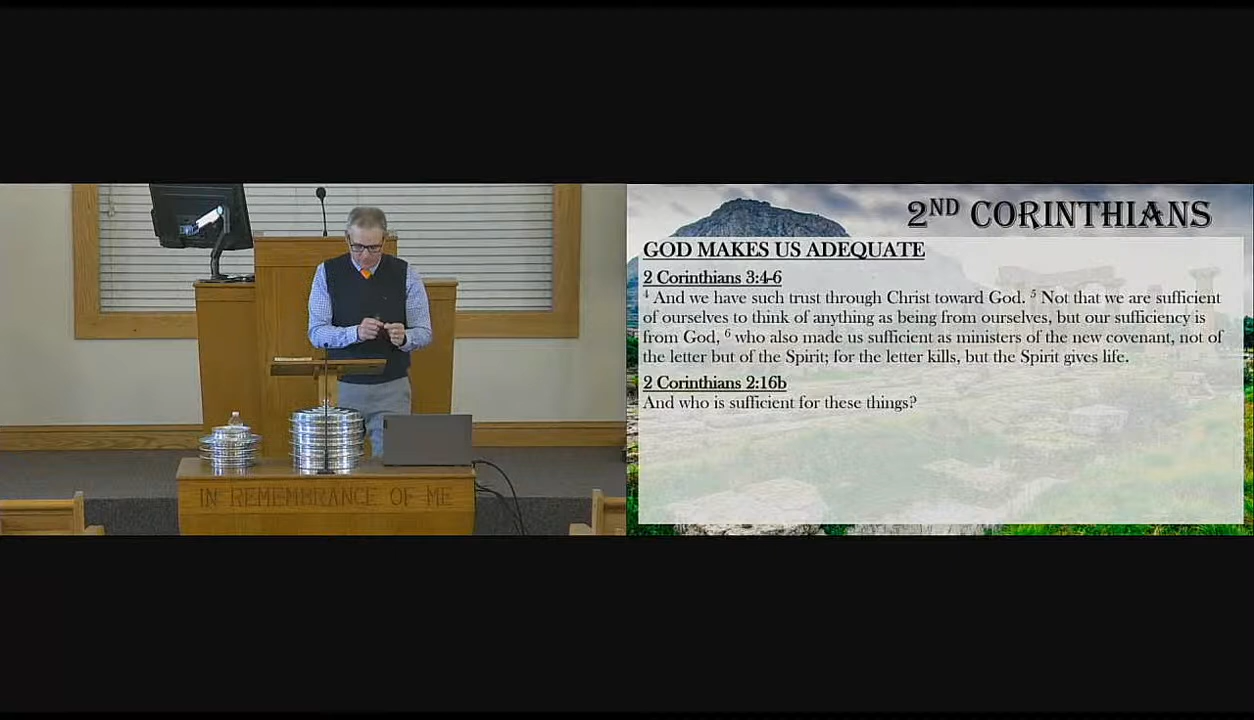 2ND CORINTHIANS
GOD MAKES US ADEQUATE
2 Corinthians 3:4-6
4 And we have such trust through Christ toward God. 5 Not that we are sufficient
of ourselves to think of anything as being from ourselves, but our sufficiency is
from God, 6 who also made us sufficient as ministers of the new covenant, not of
the letter but of the Spirit; for the letter kills, but the Spirit gives life.
2 Corinthians 2:16b
And who is sufficient for these things?
IN REMEMBRANCE OF ME